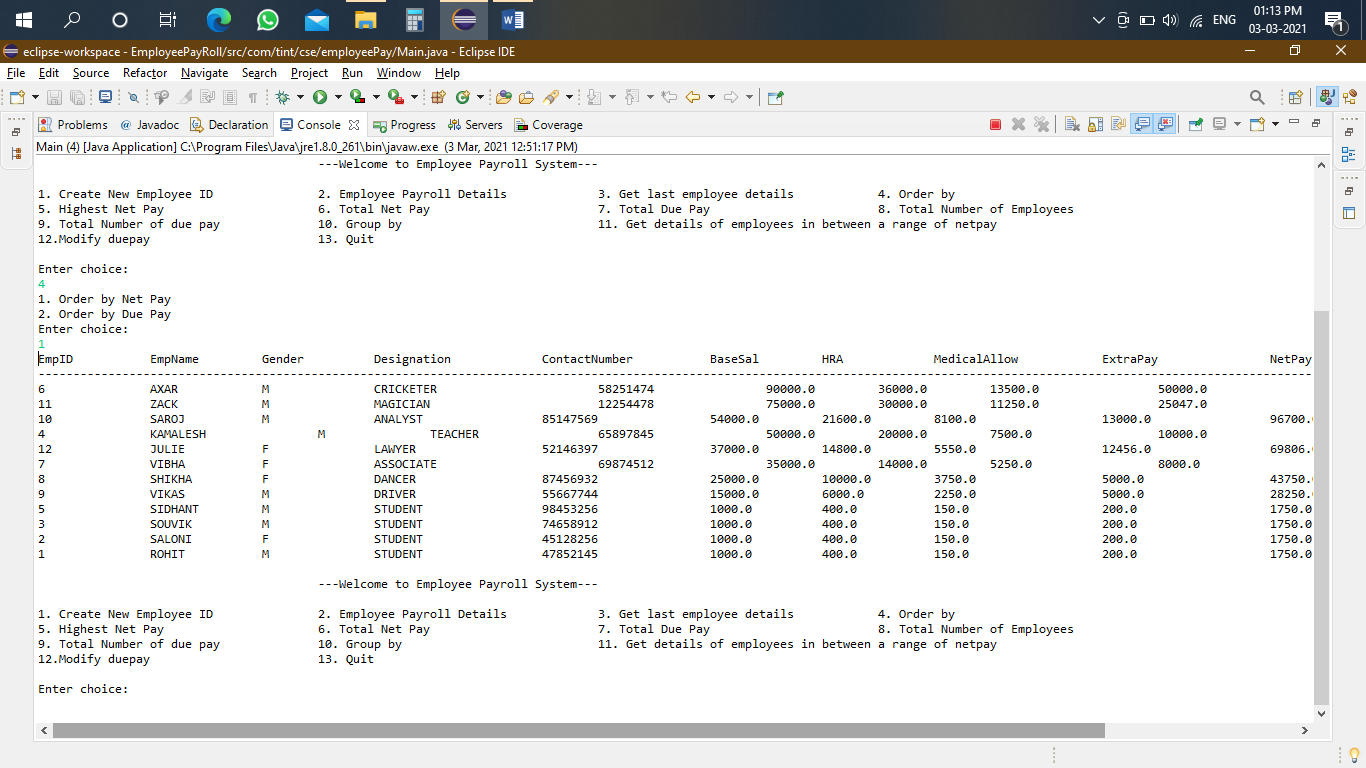 01:13 PM
ENG
03-03-2021
1
eclipse-workspace - EmployeePayRoll/src/com/tint/cse/employeePay/Main.java - Eclipse IDE
File Edit Source Refactor Navigate Search Project Run Window Help
Problems @ Javadoc Declaration Console Progress Servers Coverage
Main (4) [Java Application] C:\Program Files\Java\jre1.8.0_261\bin\javaw.exe (3 Mar, 2021 12:51:17 PM)
---Welcome to Employee Payroll System---
1. Create New Employee ID 2. Employee Payroll Details 3. Get last employee details 4. Order by
5. Highest Net Pay 6. Total Net Pay 7. Total Due Pay 8. Total Number of Employees
9. Total Number of due pay 10. Group by 11. Get details of employees in between a range of netpay
12.Modify duepay 13. Quit
Enter choice:
4
1. Order by Net Pay
2. Order by Due Pay
Enter choice:
1
EmpID EmpName Gender Designation ContactNumber BaseSal HRA MedicalAllow ExtraPay NetPay
6 AXAR M CRICKETER 58251474 90000.0 36000.0 13500.0 50000.0
11 ZACK M MAGICIAN 12254478 75000.0 30000.0 11250.0 25047.0
10 SAROJ M ANALYST 85147569 54000.0 21600.0 8100.0 13000.0 96700.
4 KAMALESH M TEACHER 65897845 50000.0 20000.0 7500.0 10000.0
12 JULIE F LAWYER 52146397 37000.0 14800.0 5550.0 12456.0 69806.
7 VIBHA F ASSOCIATE 69874512 35000.0 14000.0 5250.0 8000.0
8 SHIKHA F DANCER 87456932 25000.0 10000.0 3750.0 5000.0 43750.
9 VIKAS M DRIVER 55667744 15000.0 6000.0 2250.0 5000.0 28250.
5 SIDHANT M STUDENT 98453256 1000.0 400.0 150.0 200.0 1750.0
3 SOUVIK M STUDENT 74658912 1000.0 400.0 150.0 200.0 1750.0
2 SALONI F STUDENT 45128256 1000.0 400.0 150.0 200.0 1750.0
1 ROHIT M STUDENT 47852145 1000.0 400.0 150.0 200.0 1750.0
---Welcome to Employee Payroll System---
1. Create New Employee ID 2. Employee Payroll Details 3. Get last employee details 4. Order by
5. Highest Net Pay 6. Total Net Pay 7. Total Due Pay 8. Total Number of Employees
9. Total Number of due pay 10. Group by 11. Get details of employees in between a range of netpay
12.Modify duepay 13. Quit
Enter choice: